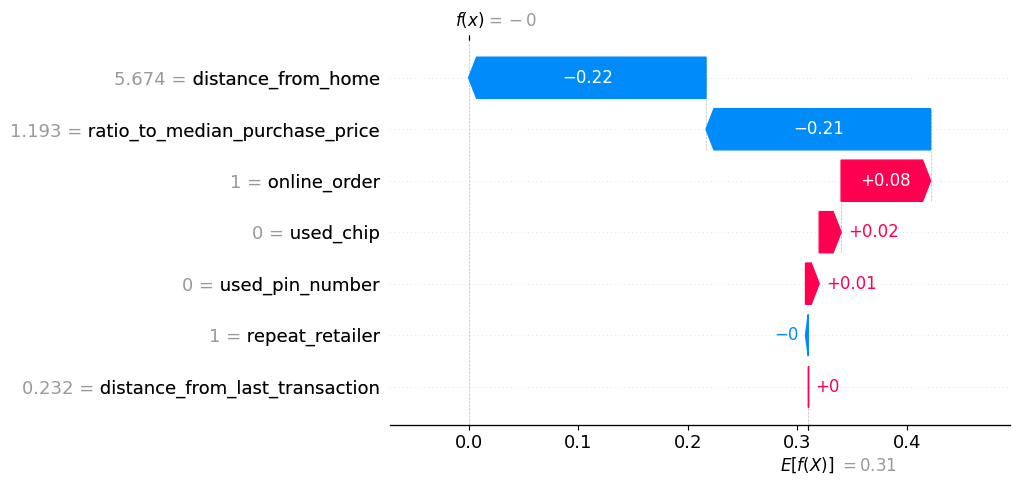 f(x) = −0
5.674 = distance_from_home
−0.22
1.193 = ratio_to_median_purchase_price
−0.21
1 = online_order
+0.08
0 = used_chip
+0.02
0 = used_pin_number
+0.01
1 = repeat_retailer
−0
0.232 = distance_from_last_transaction
+0
0.0 0.1 0.2 0.3 0.4
E[f(X)] = 0.31